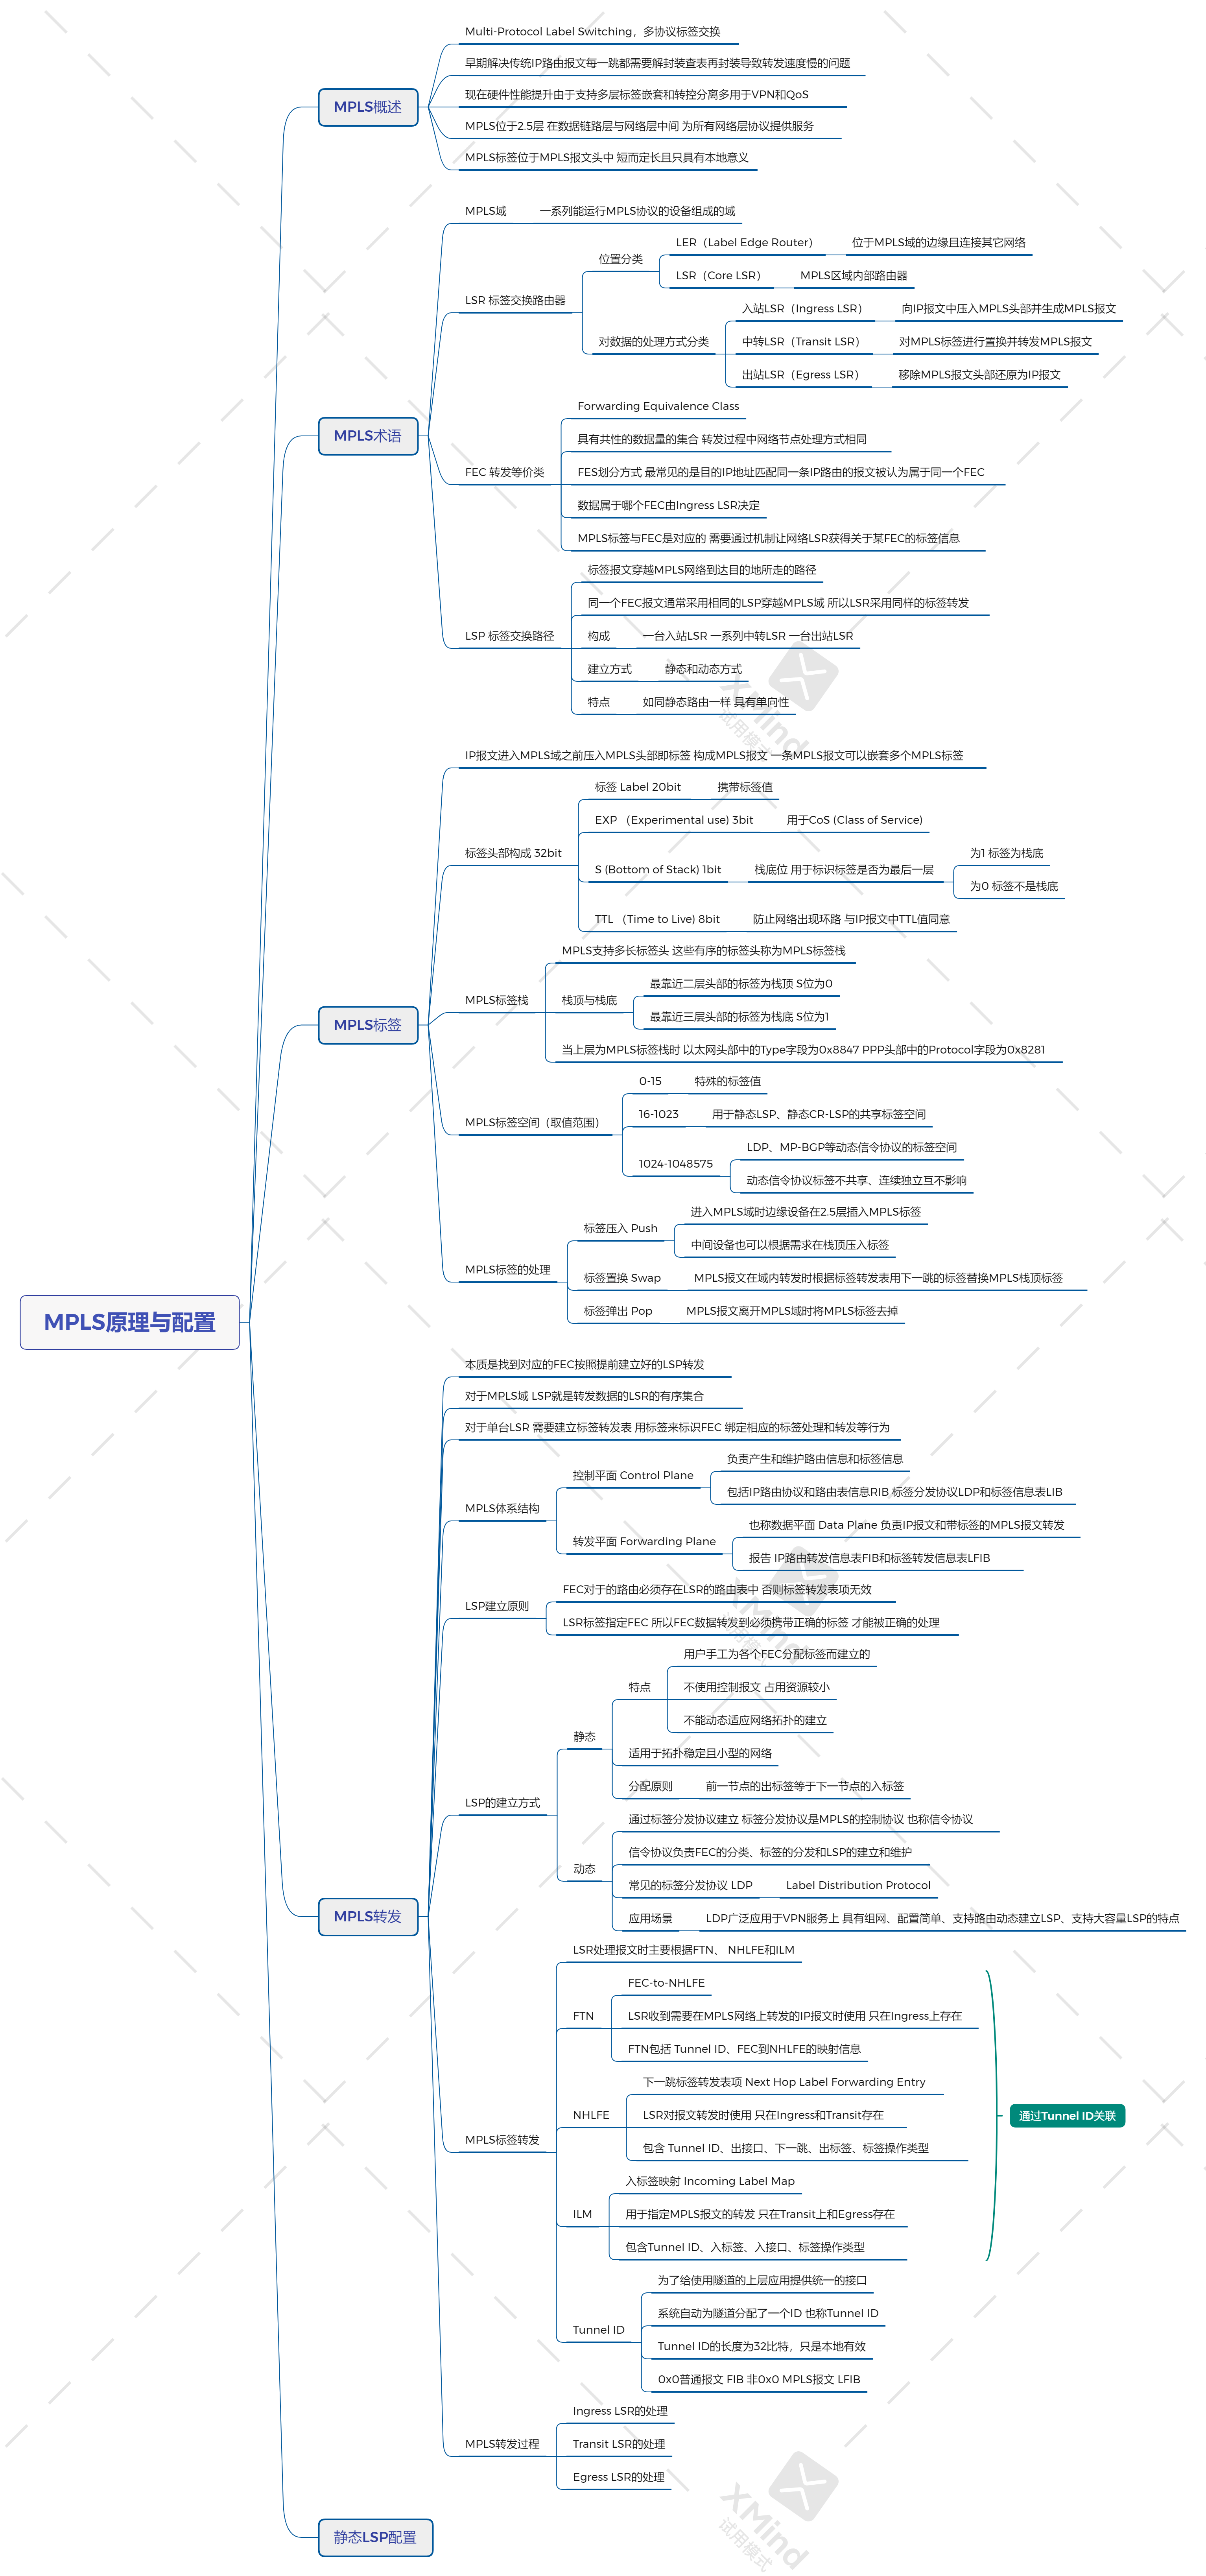 Multi-Protocol Label Switching，多协议标签交换
早期解决传统IP路由报文每一跳都需要解封装查表再封装导致转发速度慢的问题
MPLS概述
现在硬件性能提升由于支持多层标签嵌套和转控分离多用于VPN和QoS
MPLS位于2.5层 在数据链路层与网络层中间 为所有网络层协议提供服务
MPLS标签位于MPLS报文头中 短而定长且只具有本地意义
MPLS术语
MPLS域
一系列能运行MPLS协议的设备组成的域
LSR 标签交换路由器
位置分类
LER（Label Edge Router）
位于MPLS域的边缘且连接其它网络
LSR（Core LSR）
MPLS区域内部路由器
对数据的处理方式分类
入站LSR（Ingress LSR）
向IP报文中压入MPLS头部并生成MPLS报文
中转LSR（Transit LSR）
对MPLS标签进行置换并转发MPLS报文
出站LSR（Egress LSR）
移除MPLS报文头部还原为IP报文
FEC 转发等价类
Forwarding Equivalence Class
具有共性的数据量的集合 转发过程中网络节点处理方式相同
FES划分方式 最常见的是目的IP地址匹配同一条IP路由的报文被认为属于同一个FEC
数据属于哪个FEC由Ingress LSR决定
MPLS标签与FEC是对应的 需要通过机制让网络LSR获得关于某FEC的标签信息
LSP 标签交换路径
标签报文穿越MPLS网络到达目的地所走的路径
同一个FEC报文通常采用相同的LSP穿越MPLS域 所以LSR采用同样的标签转发
构成
一台入站LSR 一系列中转LSR 一台出站LSR
建立方式
静态和动态方式
特点
如同静态路由一样 具有单向性
MPLS标签
IP报文进入MPLS域之前压入MPLS头部即标签 构成MPLS报文 一条MPLS报文可以嵌套多个MPLS标签
标签头部构成 32bit
标签 Label 20bit
携带标签值
EXP （Experimental use) 3bit
用于CoS (Class of Service)
S (Bottom of Stack) 1bit
栈底位 用于标识标签是否为最后一层
为1 标签为栈底
为0 标签不是栈底
TTL （Time to Live) 8bit
防止网络出现环路 与IP报文中TTL值同意
MPLS标签栈
MPLS支持多长标签头 这些有序的标签头称为MPLS标签栈
栈顶与栈底
最靠近二层头部的标签为栈顶 S位为0
最靠近三层头部的标签为栈底 S位为1
当上层为MPLS标签栈时 以太网头部中的Type字段为0x8847 PPP头部中的Protocol字段为0x8281
MPLS标签空间（取值范围）
0-15
特殊的标签值
16-1023
用于静态LSP、静态CR-LSP的共享标签空间
1024-1048575
LDP、MP-BGP等动态信令协议的标签空间
动态信令协议标签不共享、连续独立互不影响
MPLS标签的处理
标签压入 Push
进入MPLS域时边缘设备在2.5层插入MPLS标签
中间设备也可以根据需求在栈顶压入标签
标签置换 Swap
MPLS报文在域内转发时根据标签转发表用下一跳的标签替换MPLS栈顶标签
标签弹出 Pop
MPLS报文离开MPLS域时将MPLS标签去掉
MPLS原理与配置
MPLS转发
本质是找到对应的FEC按照提前建立好的LSP转发
对于MPLS域 LSP就是转发数据的LSR的有序集合
对于单台LSR 需要建立标签转发表 用标签来标识FEC 绑定相应的标签处理和转发等行为
MPLS体系结构
控制平面 Control Plane
负责产生和维护路由信息和标签信息
包括IP路由协议和路由表信息RIB 标签分发协议LDP和标签信息表LIB
转发平面 Forwarding Plane
也称数据平面 Data Plane 负责IP报文和带标签的MPLS报文转发
报告 IP路由转发信息表FIB和标签转发信息表LFIB
LSP建立原则
FEC对于的路由必须存在LSR的路由表中 否则标签转发表项无效
LSR标签指定FEC 所以FEC数据转发到必须携带正确的标签 才能被正确的处理
LSP的建立方式
静态
特点
用户手工为各个FEC分配标签而建立的
不使用控制报文 占用资源较小
不能动态适应网络拓扑的建立
适用于拓扑稳定且小型的网络
分配原则
前一节点的出标签等于下一节点的入标签
动态
通过标签分发协议建立 标签分发协议是MPLS的控制协议 也称信令协议
信令协议负责FEC的分类、标签的分发和LSP的建立和维护
常见的标签分发协议 LDP
Label Distribution Protocol
应用场景
LDP广泛应用于VPN服务上 具有组网、配置简单、支持路由动态建立LSP、支持大容量LSP的特点
MPLS标签转发
LSR处理报文时主要根据FTN、 NHLFE和ILM
FTN
FEC-to-NHLFE
LSR收到需要在MPLS网络上转发的IP报文时使用 只在Ingress上存在
FTN包括 Tunnel ID、FEC到NHLFE的映射信息
NHLFE
下一跳标签转发表项 Next Hop Label Forwarding Entry
LSR对报文转发时使用 只在Ingress和Transit存在
包含 Tunnel ID、出接口、下一跳、出标签、标签操作类型
通过Tunnel ID关联
ILM
入标签映射 Incoming Label Map
用于指定MPLS报文的转发 只在Transit上和Egress存在
包含Tunnel ID、入标签、入接口、标签操作类型
Tunnel ID
为了给使用隧道的上层应用提供统一的接口
系统自动为隧道分配了一个ID 也称Tunnel ID
Tunnel ID的长度为32比特，只是本地有效
0x0普通报文 FIB 非0x0 MPLS报文 LFIB
MPLS转发过程
Ingress LSR的处理
Transit LSR的处理
Egress LSR的处理
静态LSP配置
XMind
试用模式
XMind
试用模式
XMind
试用模式